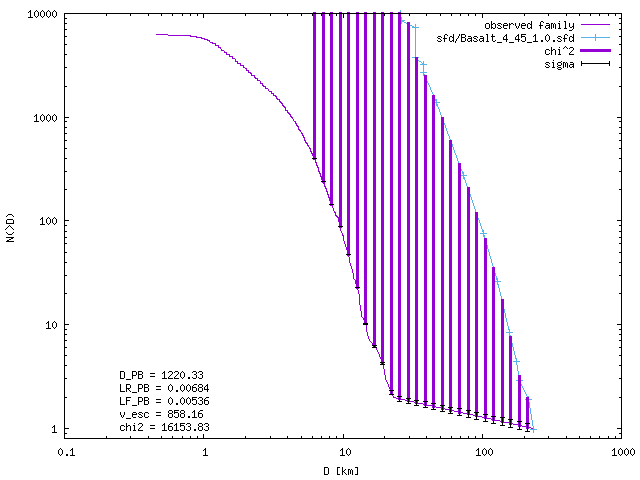 10000
1000
100
10
1
N(>D)
observed family
sfd/Basalt_4_45_1.0.sfd
chi^2
sigma
D_PB = 1220.33
LR_PB = 0.00684
LF_PB = 0.00536
v_esc = 858.16
chi2 = 16153.83
0.1 1 10 100 1000
D [km]